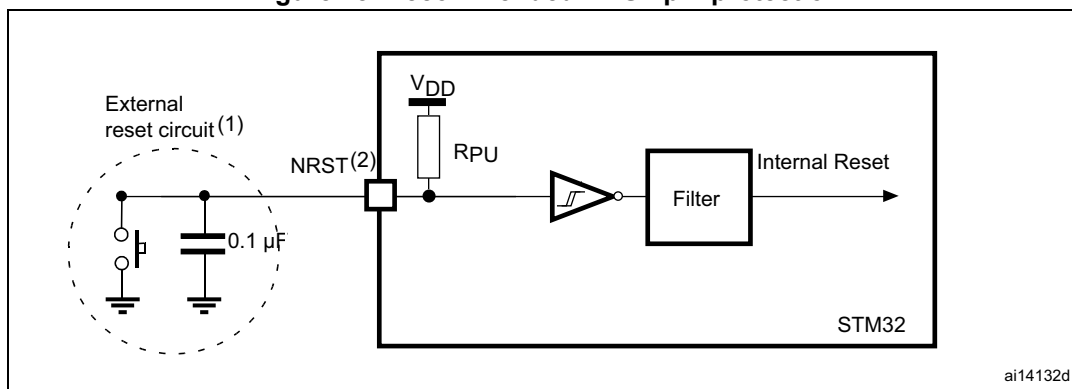 External
reset circuit(1)
VDD
RPU
NRST(2)
Internal Reset
Filter
0.1 µF
STM32
ai14132d